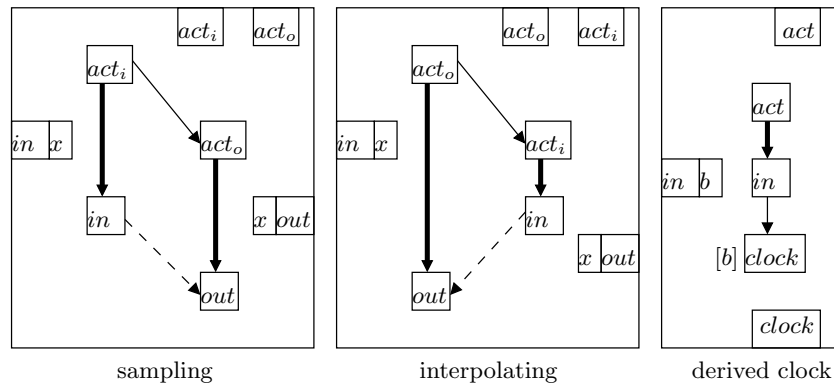 act_i act_o
act_i
act_o
in x
in
x out
out
sampling
act_o act_i
act_o
act_i
in x
in
x out
out
interpolating
act
act
in b
in
[b] clock
clock
derived clock